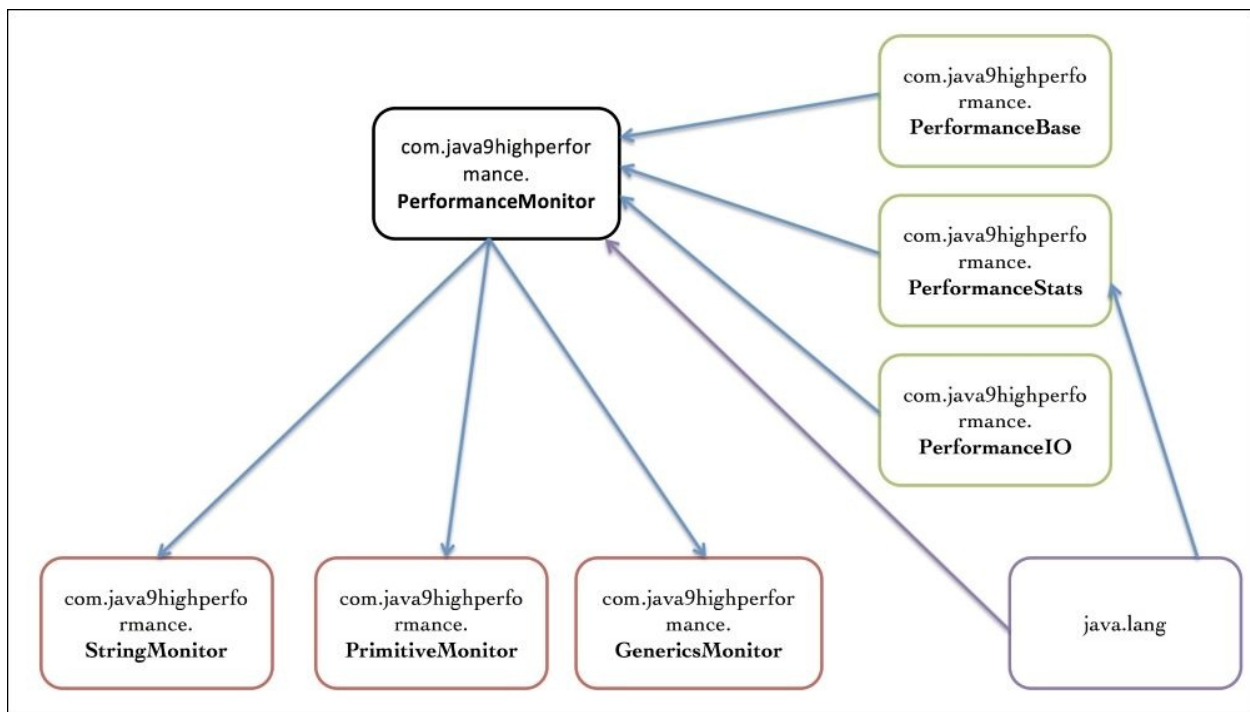 com.java9highperfo
rmance.
PerformanceBase
com.java9highperfor
mance.
PerformanceMonitor
com.java9highperfo
rmance.
PerformanceStats
com.java9highperfo
rmance.
PerformanceIO
com.java9highperfo
rmance.
StringMonitor
com.java9highperfo
rmance.
PrimitiveMonitor
com.java9highperfor
mance.
GenericsMonitor
java.lang